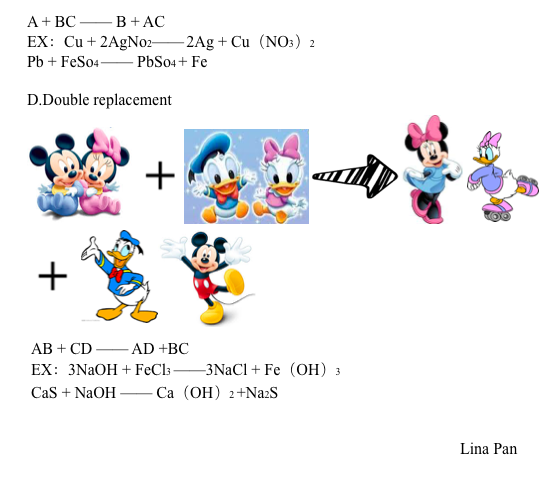 A + BC —— B + AC
EX：Cu + 2AgNo2——2Ag + Cu（NO3）2
Pb + FeSo4—— PbSo4 + Fe
D.Double replacement
+
+
AB + CD —— AD +BC
EX：3NaOH + FeCl3——3NaCl + Fe（OH）3
CaS + NaOH —— Ca（OH）2 +Na2S
Lina Pan